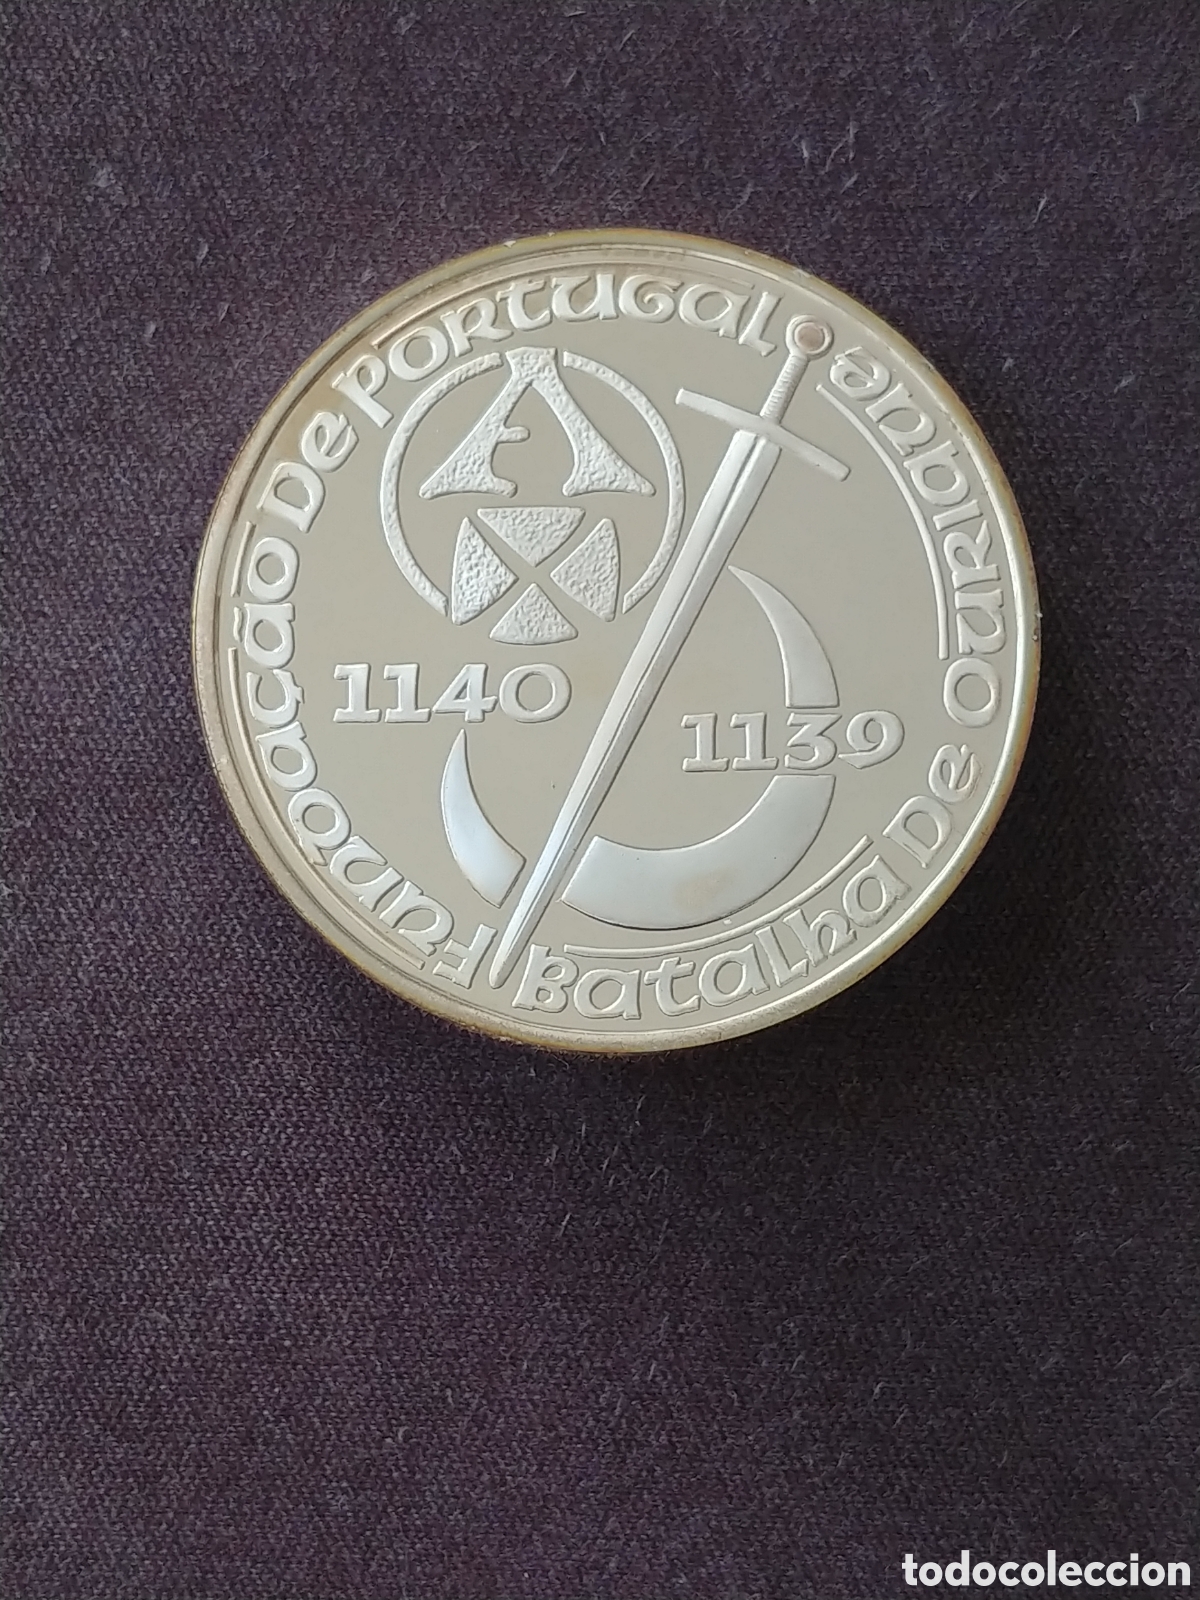 Fundação De Portugal
Batalha De Ourique
1140
1139
todocoleccion